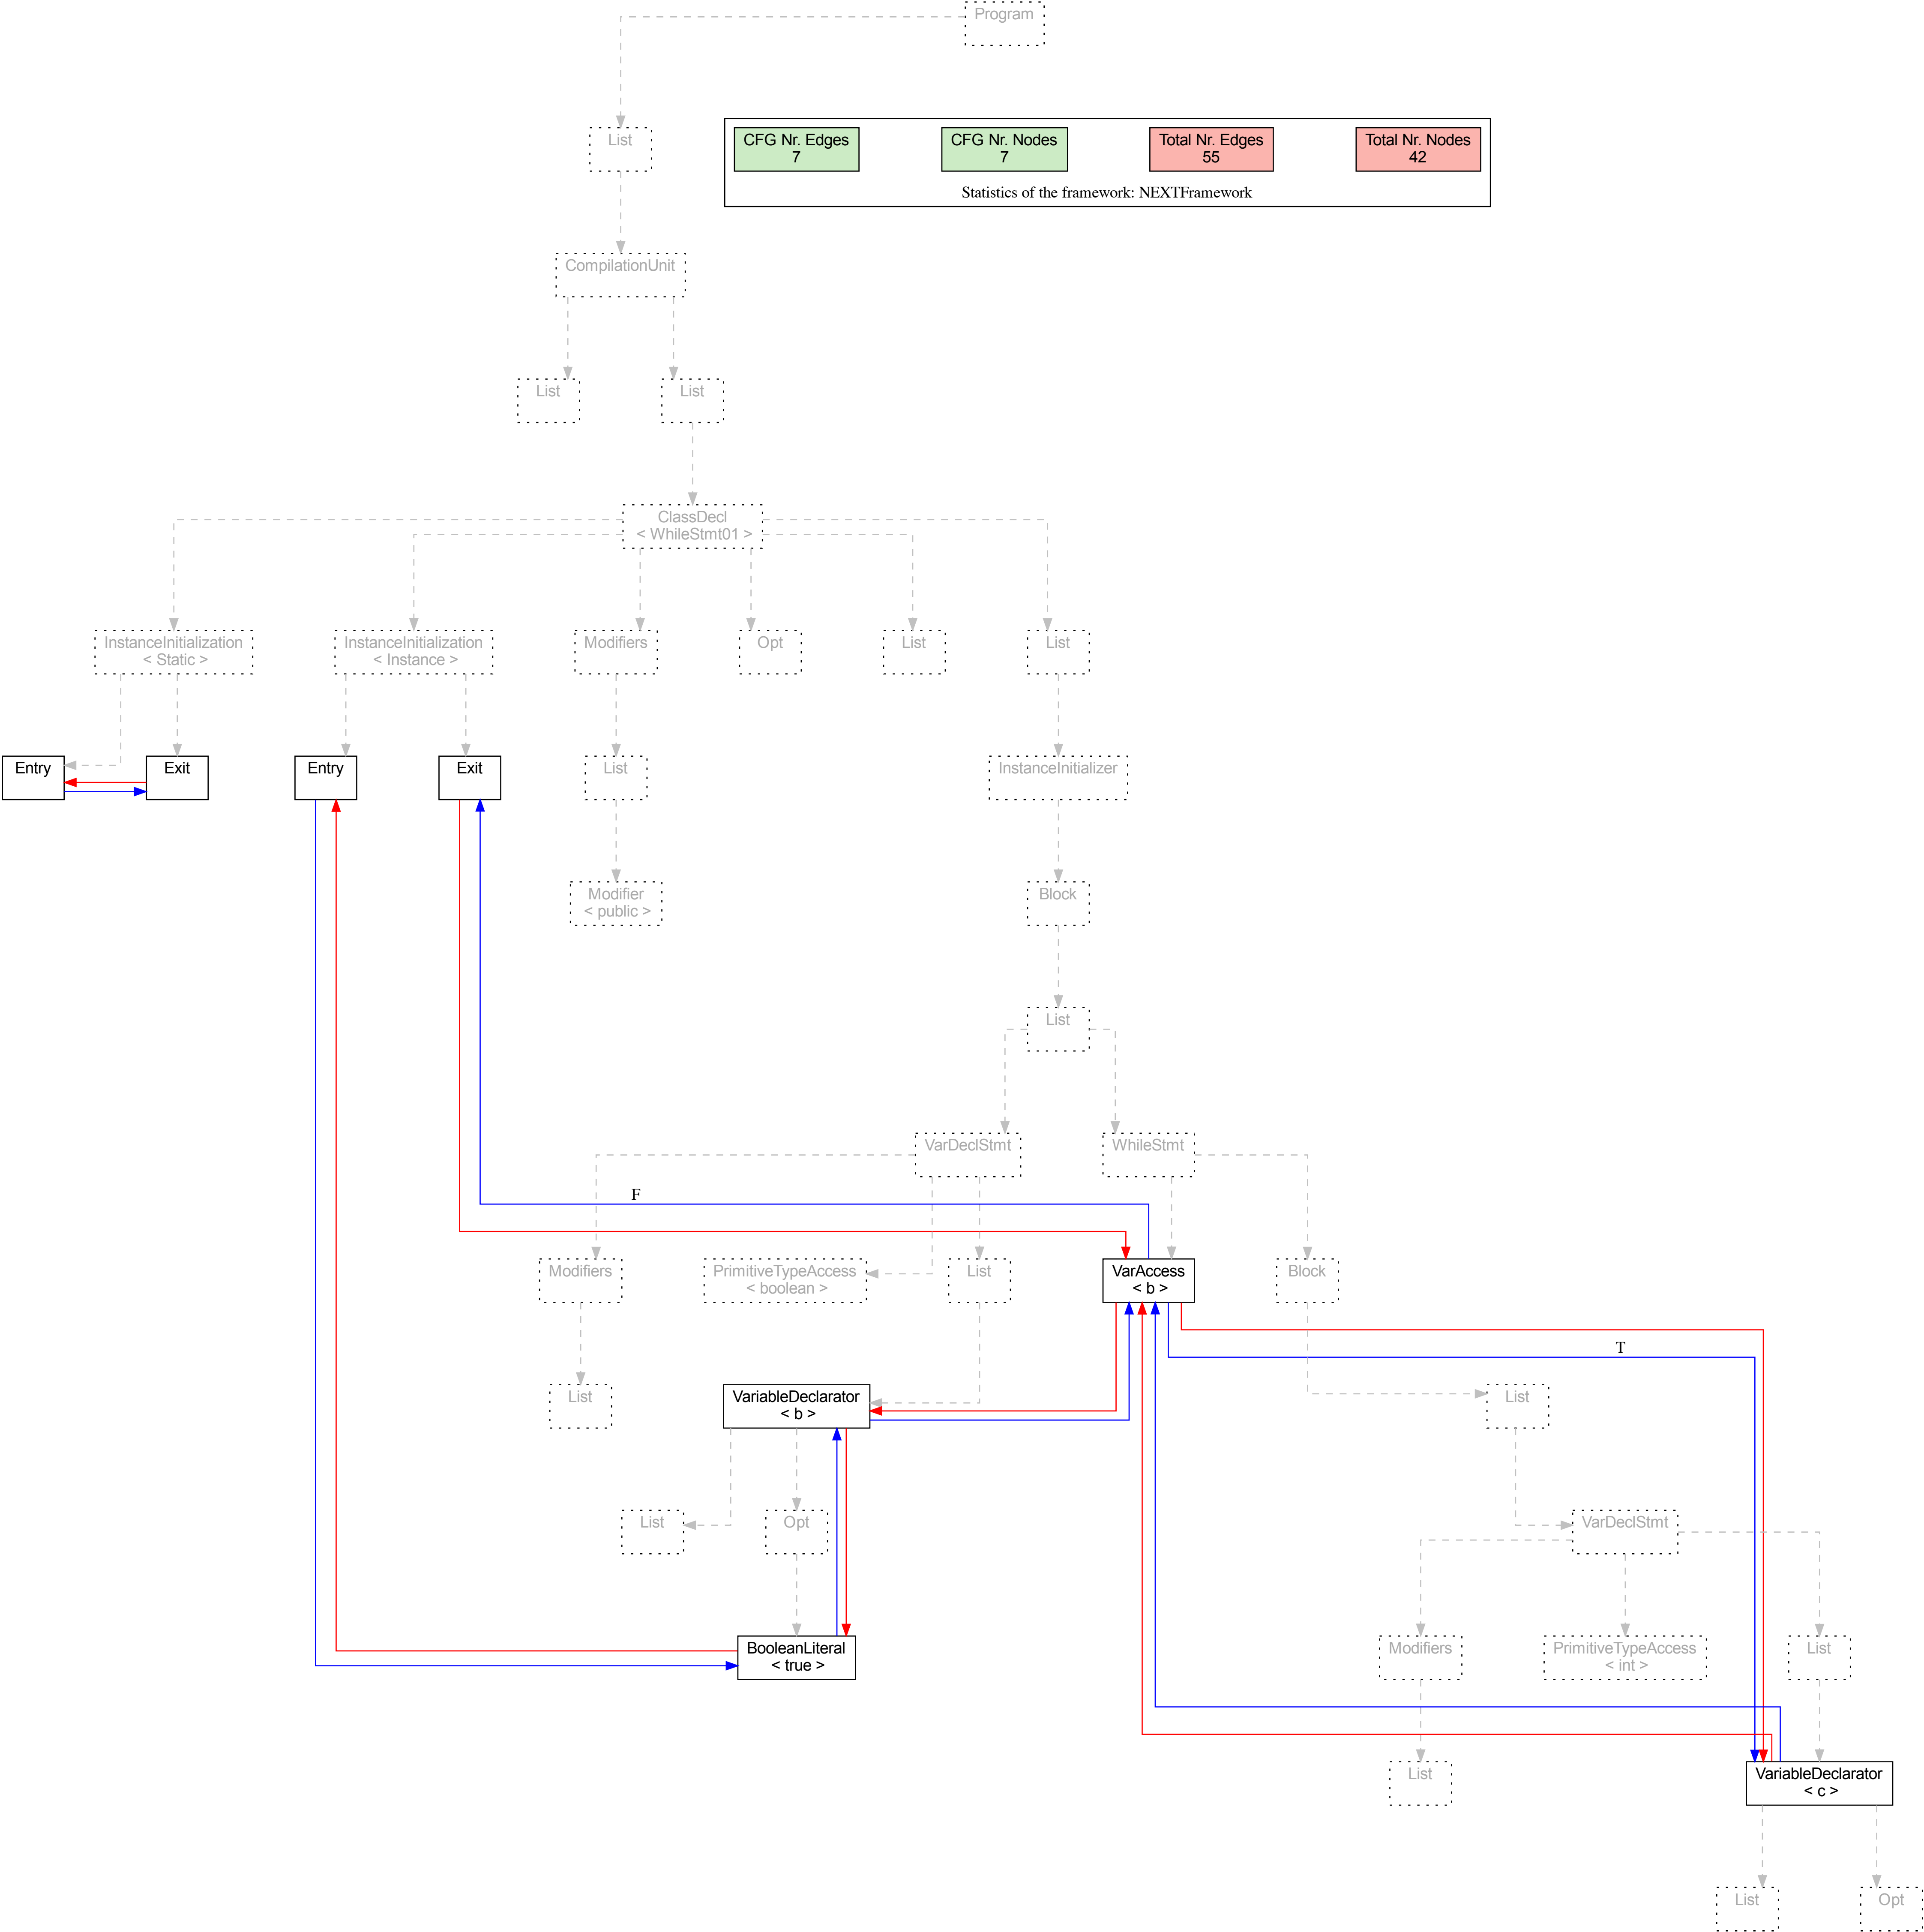 Program
List
CFG Nr. Edges
7
CFG Nr. Nodes
7
Total Nr. Edges
55
Total Nr. Nodes
42
Statistics of the framework: NEXTFramework
CompilationUnit
List
List
ClassDecl
< WhileStmt01 >
InstanceInitialization
< Static >
InstanceInitialization
< Instance >
Modifiers
Opt
List
List
Entry
Exit
Entry
Exit
List
InstanceInitializer
Modifier
< public >
Block
List
VarDeclStmt
WhileStmt
F
Modifiers
PrimitiveTypeAccess
< boolean >
List
VarAccess
< b >
Block
T
List
VariableDeclarator
< b >
List
List
Opt
VarDeclStmt
BooleanLiteral
< true >
Modifiers
PrimitiveTypeAccess
< int >
List
List
VariableDeclarator
< c >
List
Opt